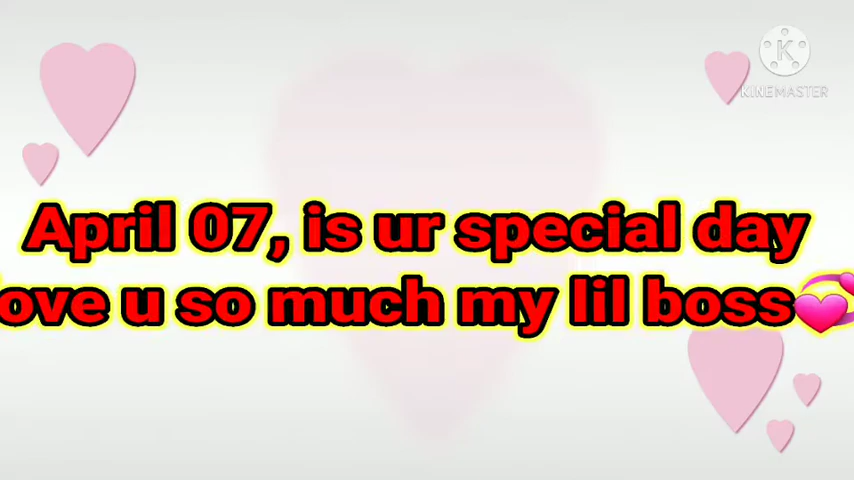 KINEMASTER
April 07, is ur special day
ove u so much my lil boss💞